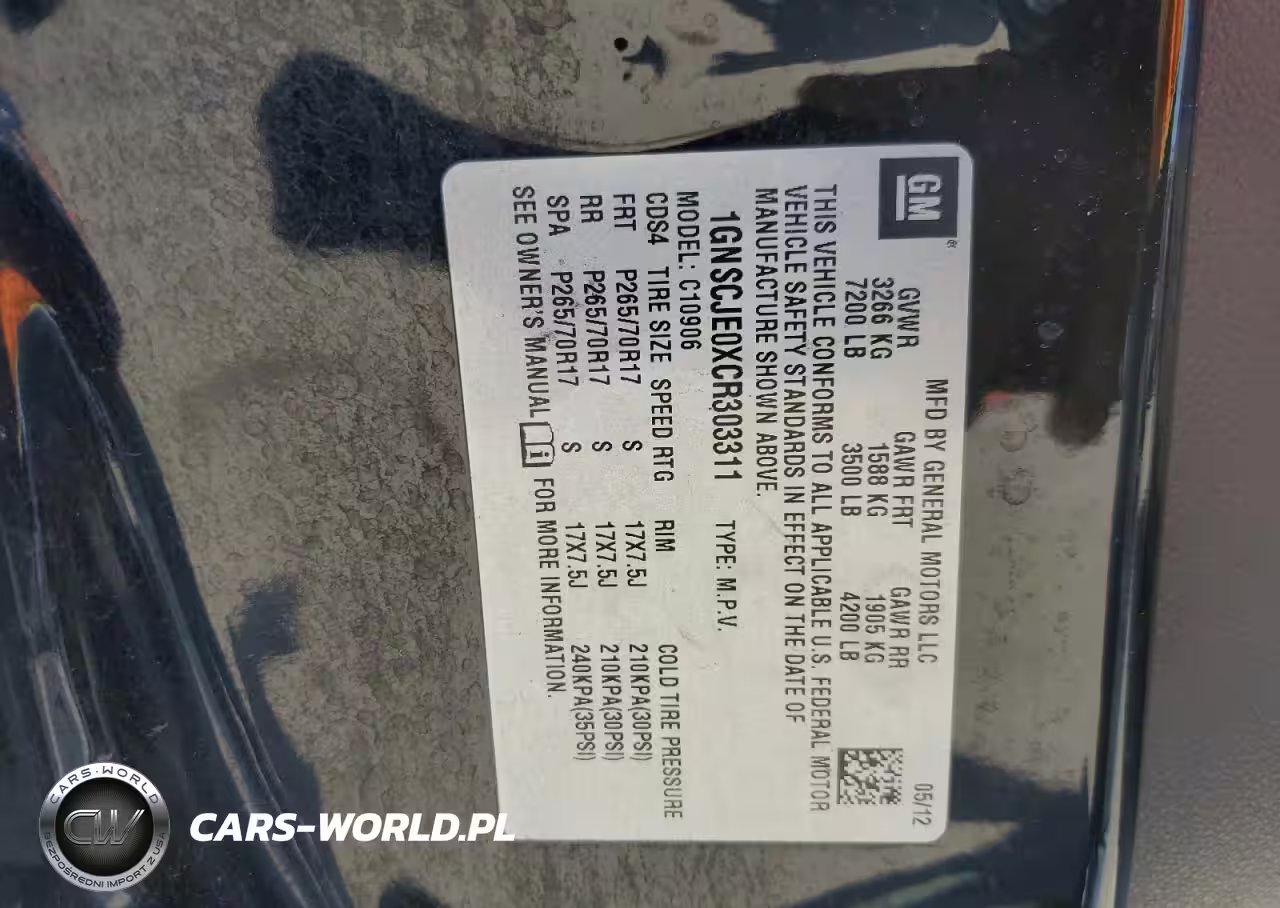 GM
MFD BY GENERAL MOTORS LLC 05/12
GVWR GAWR FRT GAWR RR
3266 KG 1588 KG 1905 KG
7200 LB 3500 LB 4200 LB
THIS VEHICLE CONFORMS TO ALL APPLICABLE U.S. FEDERAL MOTOR
VEHICLE SAFETY STANDARDS IN EFFECT ON THE DATE OF
MANUFACTURE SHOWN ABOVE.
1GNSCJE0XCR303311 TYPE: M.P.V.
MODEL: C10906
CDS4 TIRE SIZE SPEED RTG RIM COLD TIRE PRESSURE
FRT P265/70R17 S 17X7.5J 210KPA(30PSI)
RR P265/70R17 S 17X7.5J 210KPA(30PSI)
SPA P265/70R17 S 17X7.5J 240KPA(35PSI)
SEE OWNER'S MANUAL i FOR MORE INFORMATION.
CARS-WORLD
CW
BEZPOŚREDNI IMPORT Z USA
CARS-WORLD.PL